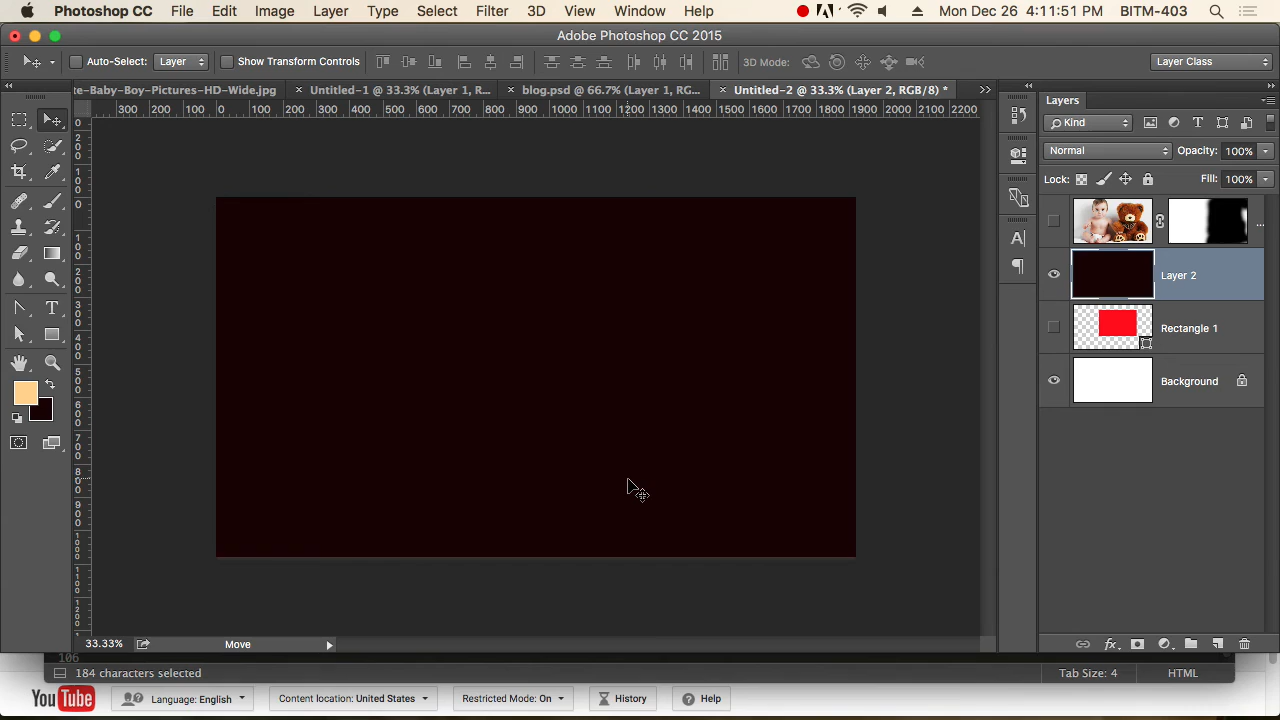 Photoshop CC File Edit Image Layer Type Select Filter 3D View Window Help Mon Dec 26 4:11:51 PM BITM-403
Adobe Photoshop CC 2015
Auto-Select: Layer Show Transform Controls 3D Mode: Layer Class
te-Baby-Boy-Pictures-HD-Wide.jpg × Untitled-1 @ 33.3% (Layer 1, R... × blog.psd @ 66.7% (Layer 1, RG... × Untitled-2 @ 33.3% (Layer 2, RGB/8) *
300 200 100 0 100 200 300 400 500 600 700 800 900 1000 1100 1200 1300 1400 1500 1600 1700 1800 1900 2000 2100 2200
Layers
Kind
Normal Opacity: 100%
Lock: Fill: 100%
...
Layer 2
Rectangle 1
Background
33.33% Move
106
184 characters selected Tab Size: 4 HTML
YouTube Language: English Content location: United States Restricted Mode: On History Help